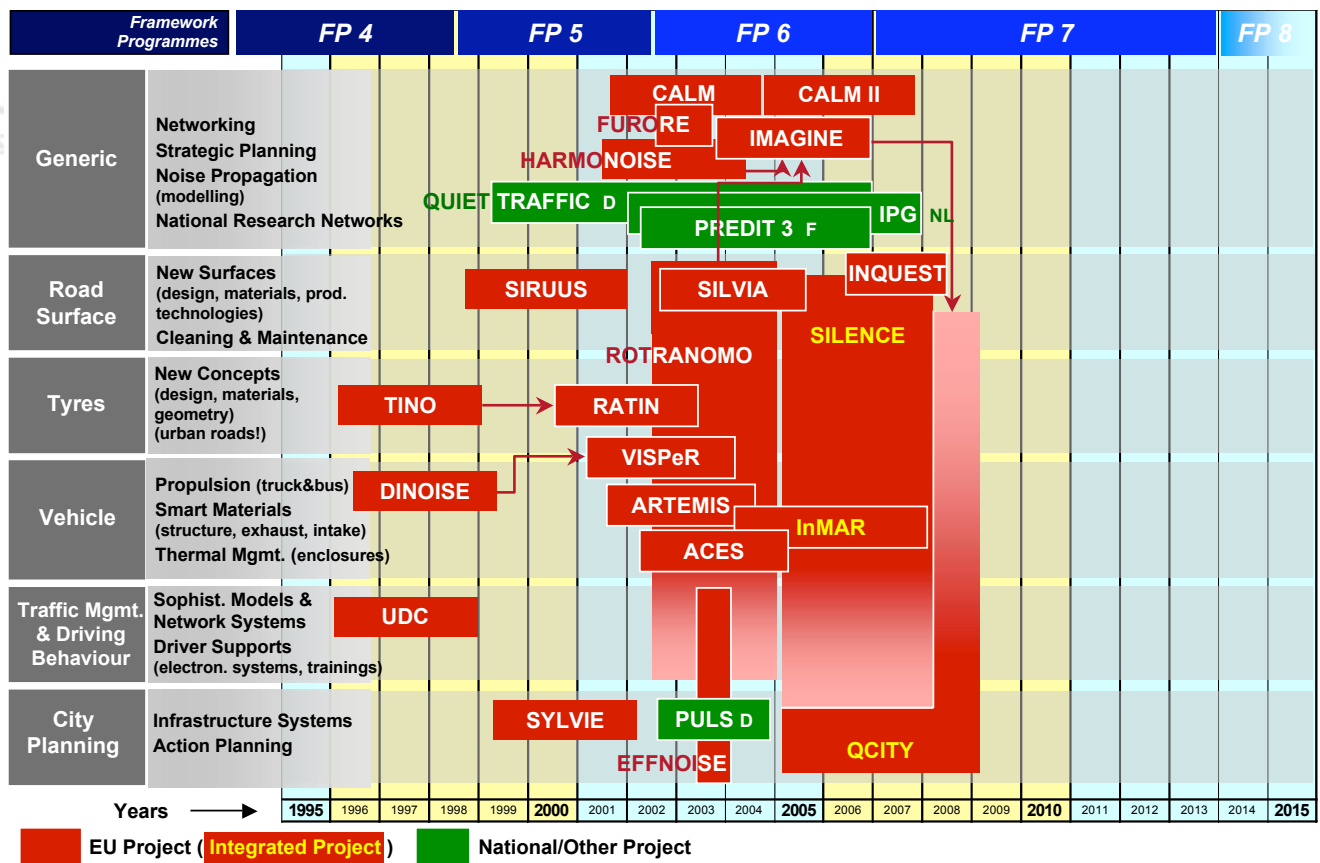 Framework
Programmes
FP 4
FP 5
FP 6
FP 7
FP 8
Generic
Networking
Strategic Planning
Noise Propagation
(modelling)
National Research Networks
CALM
CALM II
FURORE
IMAGINE
HARMONOISE
QUIET TRAFFIC D
IPG NL
PREDIT 3 F
Road
Surface
New Surfaces
(design, materials, prod.
technologies)
Cleaning & Maintenance
SIRUUS
SILVIA
INQUEST
SILENCE
ROTRANOMO
Tyres
New Concepts
(design, materials,
geometry)
(urban roads!)
TINO
RATIN
Vehicle
Propulsion (truck&bus)
Smart Materials
(structure, exhaust, intake)
Thermal Mgmt. (enclosures)
VISPeR
DINOISE
ARTEMIS
InMAR
ACES
Traffic Mgmt.
& Driving
Behaviour
Sophist. Models &
Network Systems
Driver Supports
(electron. systems, trainings)
UDC
City
Planning
Infrastructure Systems
Action Planning
SYLVIE
PULS D
QCITY
EFFNOISE
Years
1995 1996 1997 1998 1999 2000 2001 2002 2003 2004 2005 2006 2007 2008 2009 2010 2011 2012 2013 2014 2015
EU Project (Integrated Project)
National/Other Project